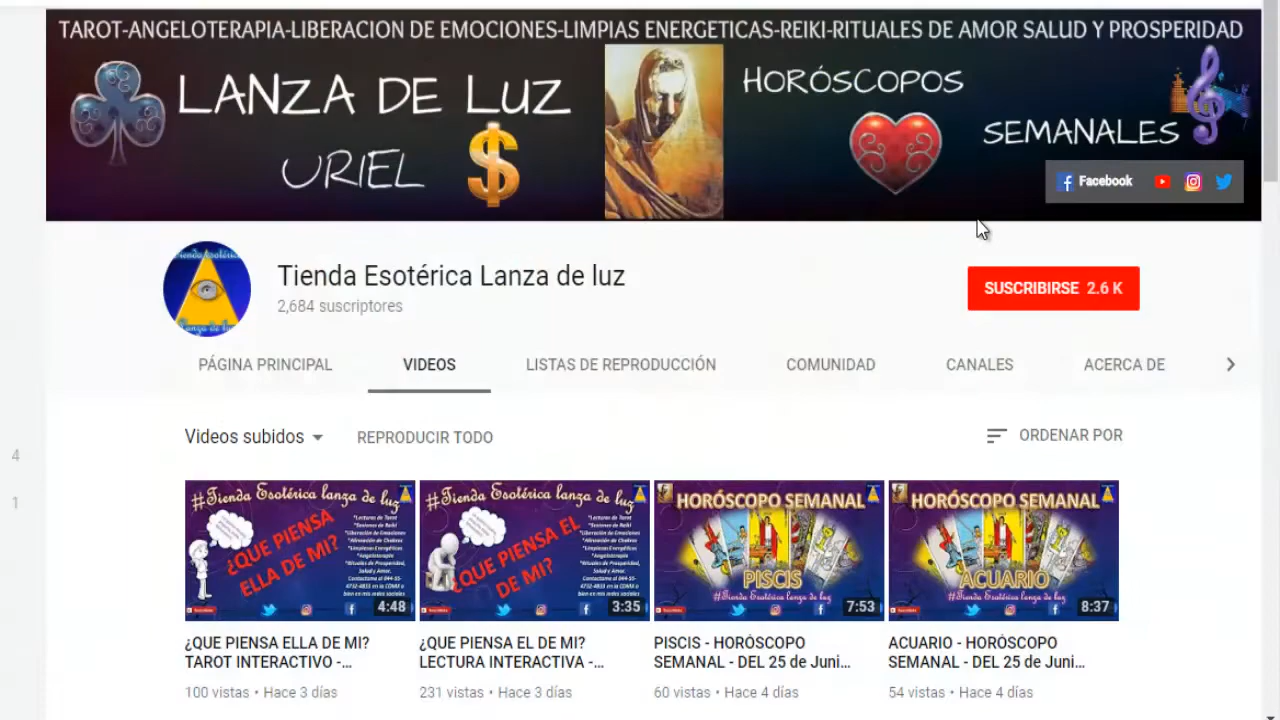 TAROT-ANGELOTERAPIA-LIBERACION DE EMOCIONES-LIMPIAS ENERGETICAS-REIKI-RITUALES DE AMOR SALUD Y PROSPERIDAD
LANZA DE LUZ
URIEL
HORÓSCOPOS
SEMANALES
Facebook
Tienda Esotérica Lanza de luz
2,684 suscriptores
SUSCRIBIRSE 2.6 K
PÁGINA PRINCIPAL VIDEOS LISTAS DE REPRODUCCIÓN COMUNIDAD CANALES ACERCA DE
Videos subidos REPRODUCIR TODO ORDENAR POR
4
1
#Tienda Esotérica lanza de luz
¿QUE PIENSA
ELLA DE MI?
4:48
#Tienda Esotérica lanza de luz
¿QUE PIENSA EL
DE MI?
3:35
HORÓSCOPO SEMANAL
PISCIS
#Tienda Esotérica lanza de luz
7:53
HORÓSCOPO SEMANAL
ACUARIO
#Tienda Esotérica lanza de luz
8:37
¿QUE PIENSA ELLA DE MI?
TAROT INTERACTIVO -...
100 vistas • Hace 3 días
¿QUE PIENSA EL DE MI?
LECTURA INTERACTIVA -...
231 vistas • Hace 3 días
PISCIS - HORÓSCOPO
SEMANAL - DEL 25 de Juni...
60 vistas • Hace 4 días
ACUARIO - HORÓSCOPO
SEMANAL - DEL 25 de Juni...
54 vistas • Hace 4 días